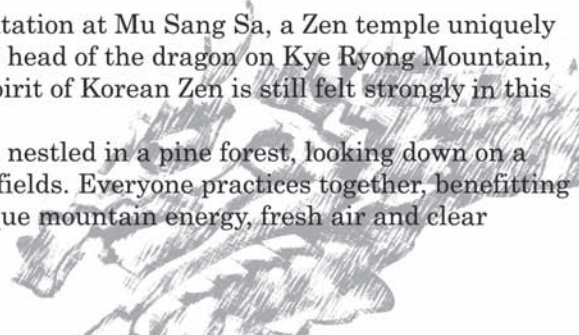 tation at Mu Sang Sa, a Zen temple uniquely
head of the dragon on Kye Ryong Mountain,
pirit of Korean Zen is still felt strongly in this
nestled in a pine forest, looking down on a
fields. Everyone practices together, benefitting
que mountain energy, fresh air and clear